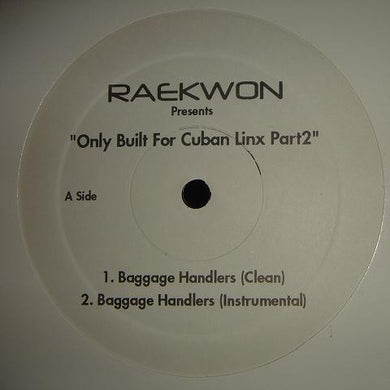 RAEKWON
Presents
"Only Built For Cuban Linx Part2"
A Side
1. Baggage Handlers (Clean)
2. Baggage Handlers (Instrumental)